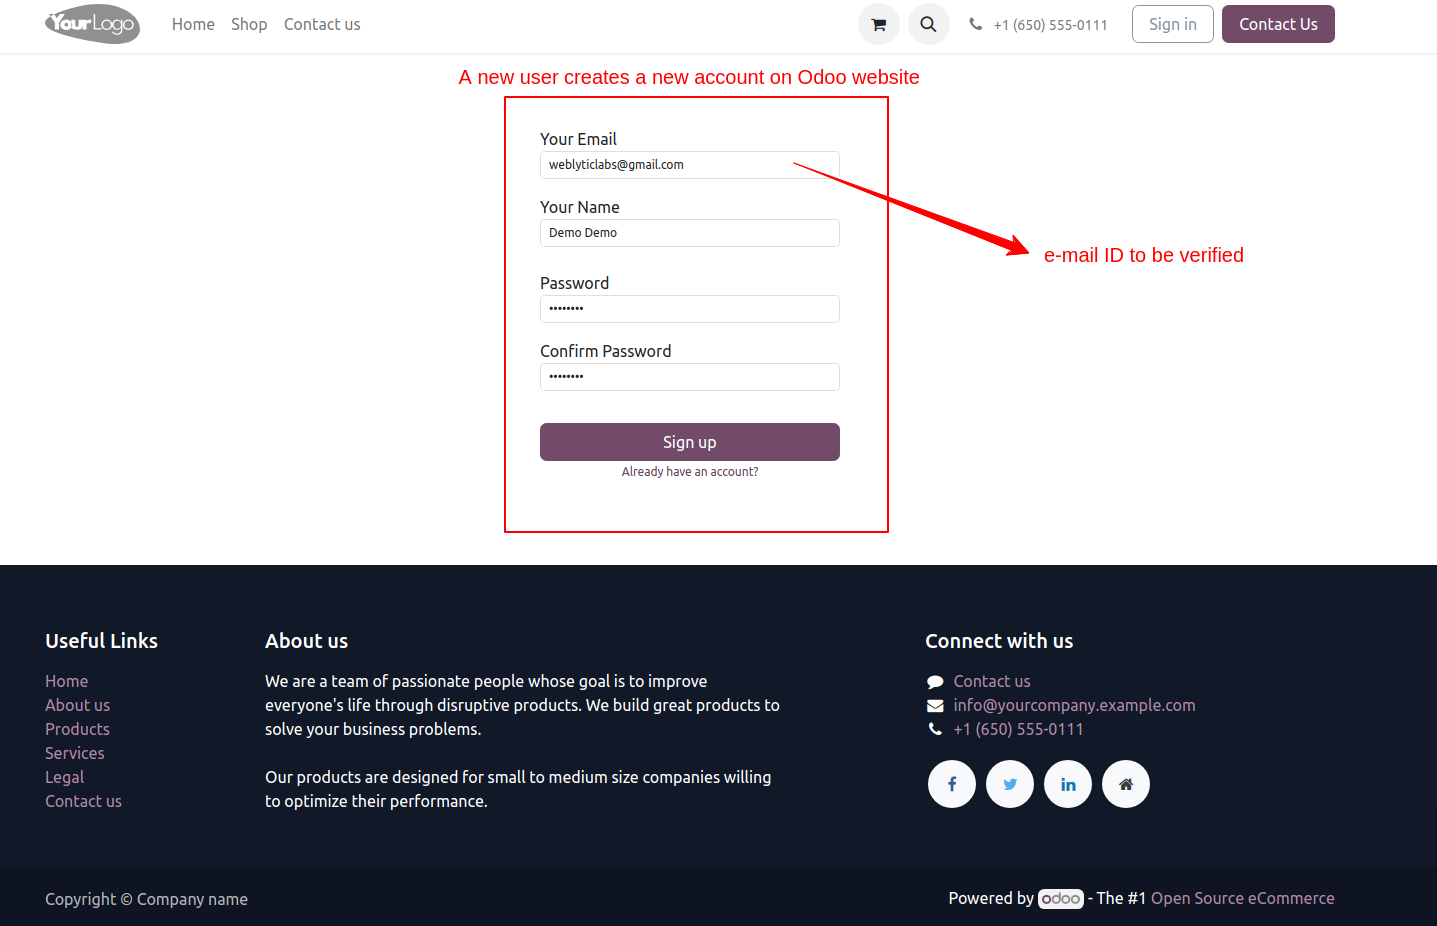 YourLogo
Home
Shop
Contact us
+1 (650) 555-0111
Sign in
Contact Us
A new user creates a new account on Odoo website
Your Email
weblyticlabs@gmail.com
Your Name
Demo Demo
e-mail ID to be verified
Password
••••••••
Confirm Password
••••••••
Sign up
Already have an account?
Useful Links
Home
About us
Products
Services
Legal
Contact us
About us
We are a team of passionate people whose goal is to improve
everyone's life through disruptive products. We build great products to
solve your business problems.
Our products are designed for small to medium size companies willing
to optimize their performance.
Connect with us
Contact us
info@yourcompany.example.com
+1 (650) 555-0111
Copyright © Company name
Powered by odoo - The #1 Open Source eCommerce